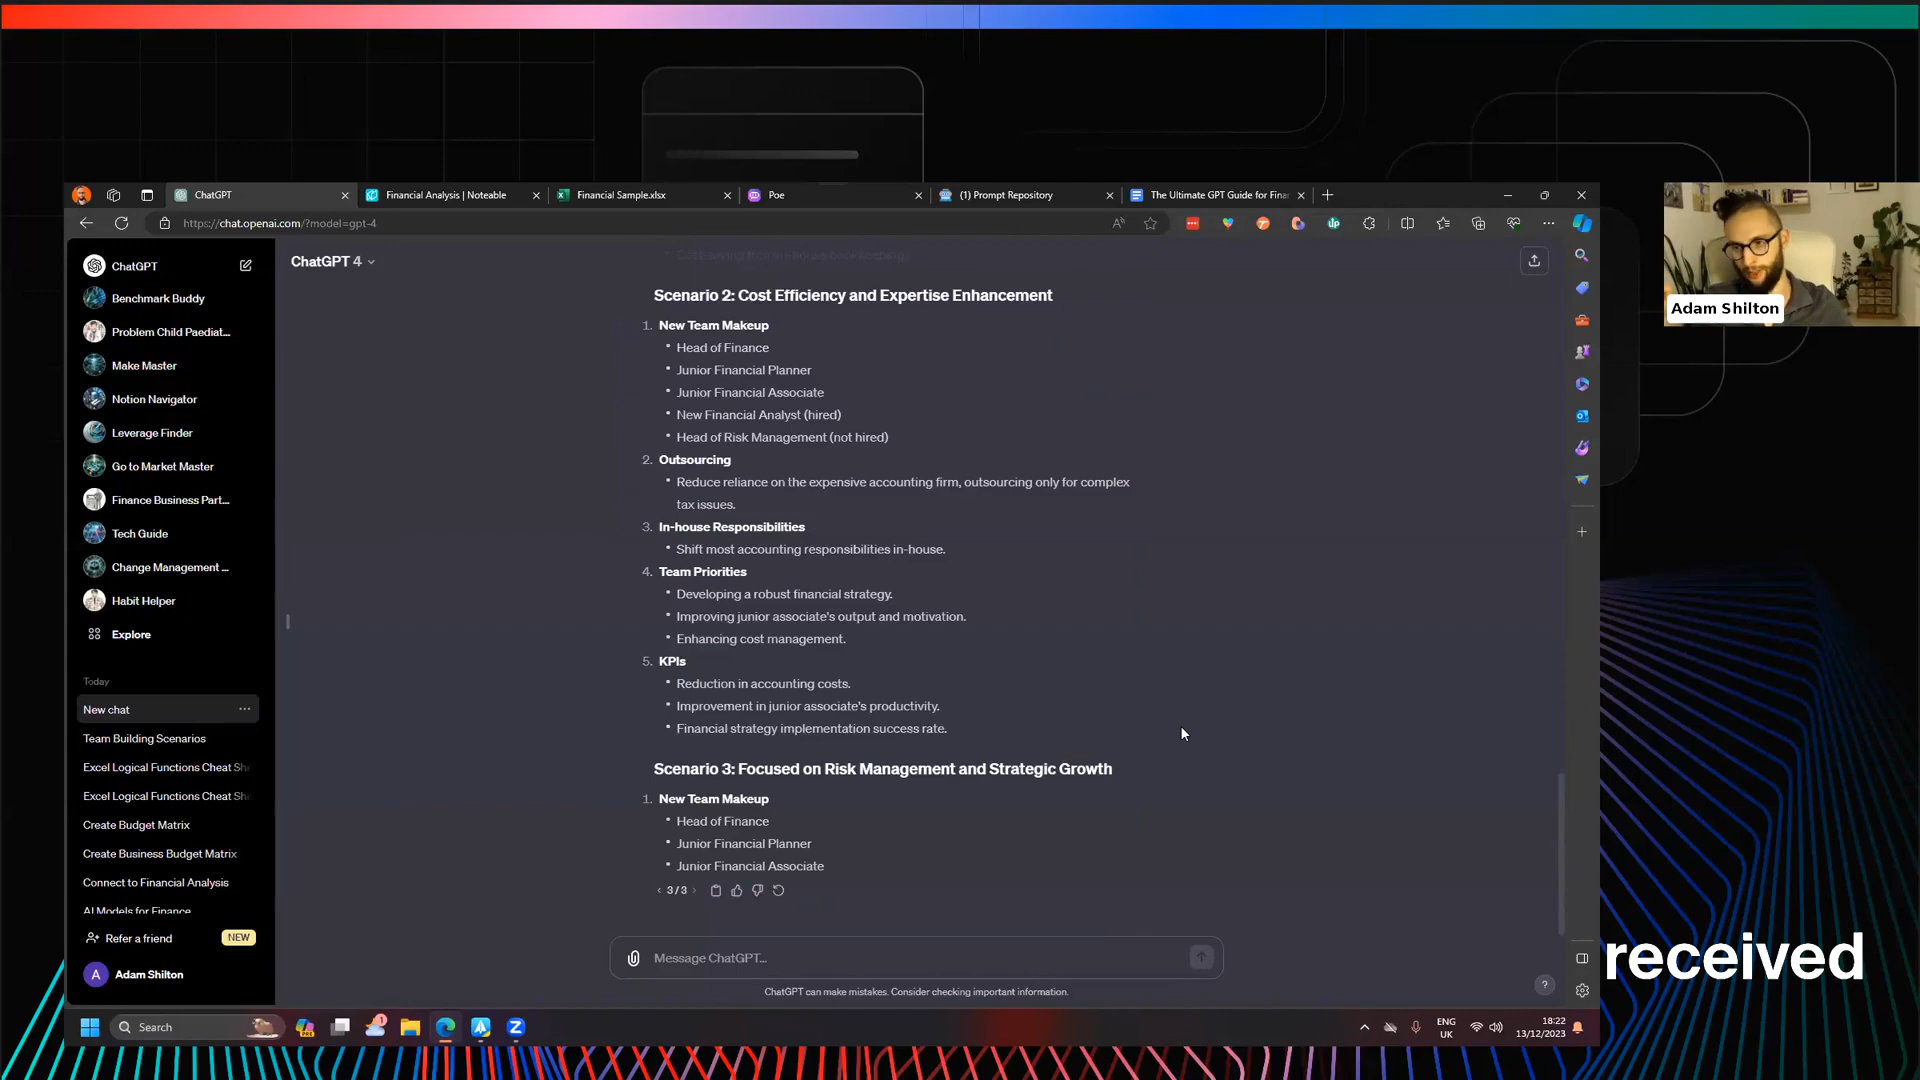 ChatGPT
Financial Analysis | Noteable
Financial Sample.xlsx
Poe
(1) Prompt Repository
The Ultimate GPT Guide for Fina
https://chat.openai.com/?model=gpt-4
ChatGPT
Benchmark Buddy
Problem Child Paediat...
Make Master
Notion Navigator
Leverage Finder
Go to Market Master
Finance Business Part...
Tech Guide
Change Management ...
Habit Helper
Explore
Today
New chat
Team Building Scenarios
Excel Logical Functions Cheat She
Excel Logical Functions Cheat She
Create Budget Matrix
Create Business Budget Matrix
Connect to Financial Analysis
AI Models for Finance
Refer a friend
NEW
A
Adam Shilton
ChatGPT 4
Scenario 2: Cost Efficiency and Expertise Enhancement
1. New Team Makeup
• Head of Finance
• Junior Financial Planner
• Junior Financial Associate
• New Financial Analyst (hired)
• Head of Risk Management (not hired)
2. Outsourcing
• Reduce reliance on the expensive accounting firm, outsourcing only for complex
tax issues.
3. In-house Responsibilities
• Shift most accounting responsibilities in-house.
4. Team Priorities
• Developing a robust financial strategy.
• Improving junior associate's output and motivation.
• Enhancing cost management.
5. KPIs
• Reduction in accounting costs.
• Improvement in junior associate's productivity.
• Financial strategy implementation success rate.
Scenario 3: Focused on Risk Management and Strategic Growth
1. New Team Makeup
• Head of Finance
• Junior Financial Planner
• Junior Financial Associate
3 / 3
Message ChatGPT...
ChatGPT can make mistakes. Consider checking important information.
?
Adam Shilton
received
Search
ENG
UK
18:22
13/12/2023